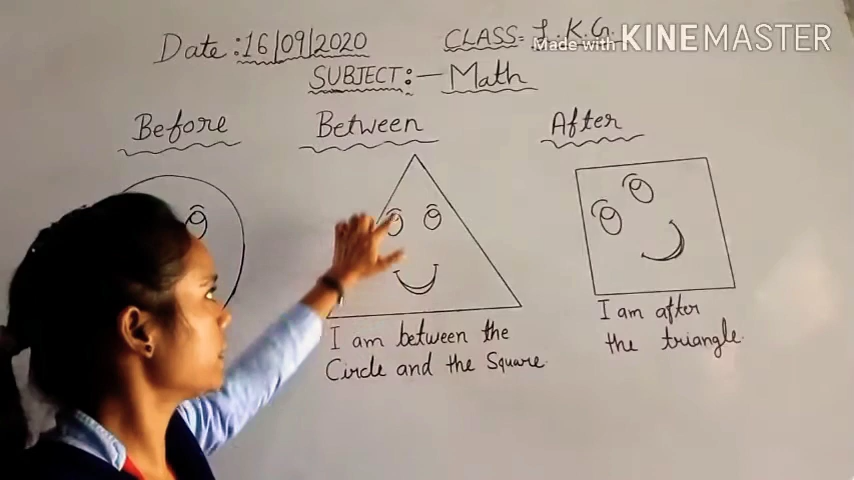 Date :16/09/2020
CLASS= L.K.G.
Made with KINEMASTER
SUBJECT:- Math
Before
Between
After
I am between the
Circle and the Square.
I am after
the triangle.